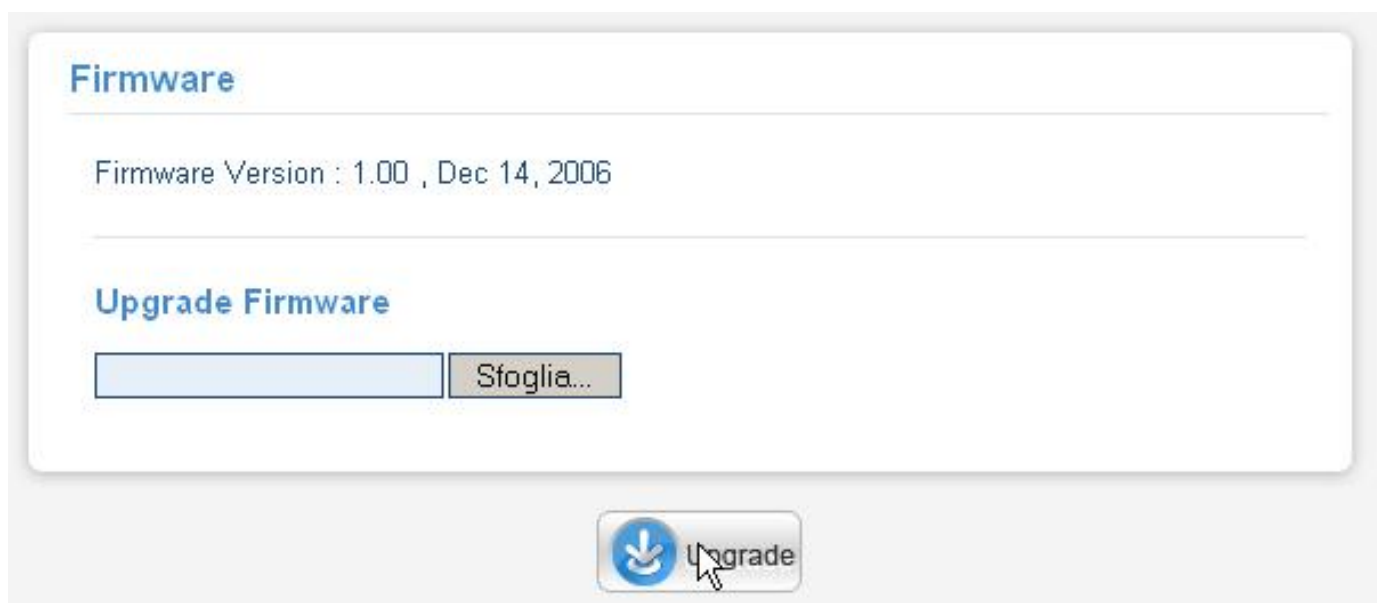 Firmware
Firmware Version : 1.00 , Dec 14, 2006
Upgrade Firmware
Sfoglia...
Upgrade